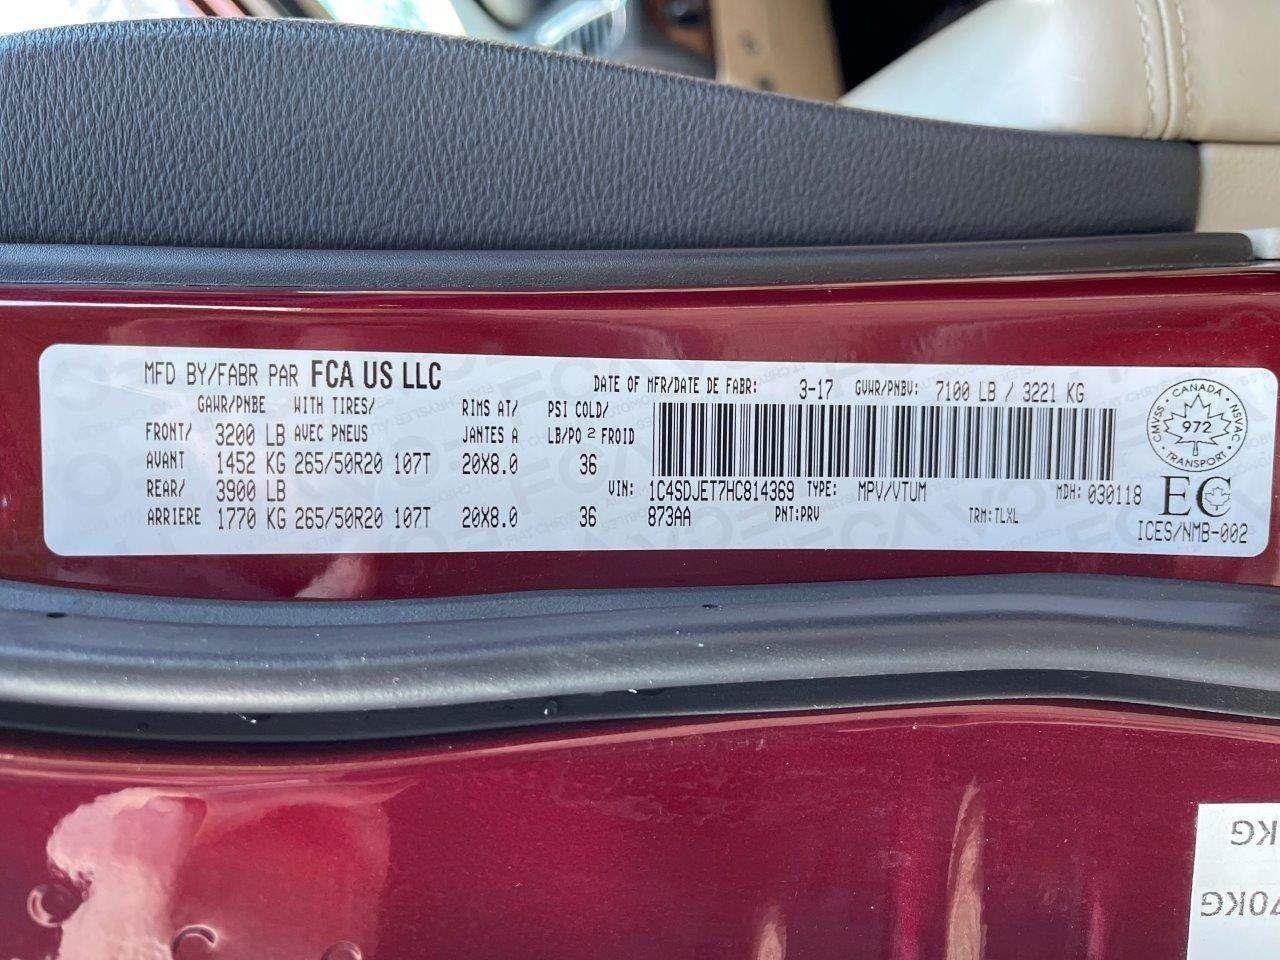 MFD BY/FABR PAR FCA US LLC
DATE OF MFR/DATE DE FABR: 3-17 GVWR/PNBV: 7100 LB / 3221 KG
GAWR/PNBE WITH TIRES/ RIMS AT/ PSI COLD/
FRONT/ 3200 LB AVEC PNEUS JANTES A LB/PO 2 FROID
AVANT 1452 KG 265/50R20 107T 20X8.0 36
REAR/ 3900 LB VIN: 1C4SDJET7HC814369 TYPE: MPV/VTUM MDH: 030118
ARRIERE 1770 KG 265/50R20 107T 20X8.0 36 873AA PNT:PRV TRM:TLXL
CANADA
CMVSS 972 NSVAC
TRANSPORT
EC
ICES/NMB-002
KG
70KG